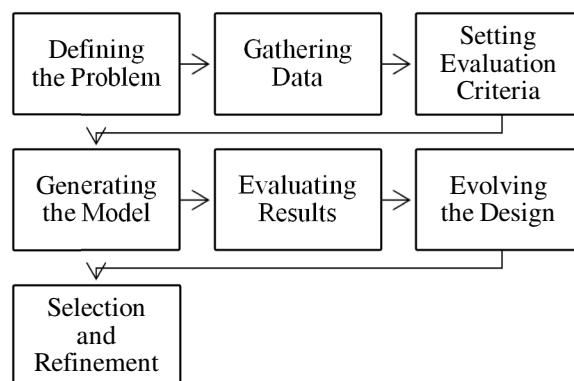 Defining
the Problem
Gathering
Data
Setting
Evaluation
Criteria
Generating
the Model
Evaluating
Results
Evolving
the Design
Selection
and
Refinement